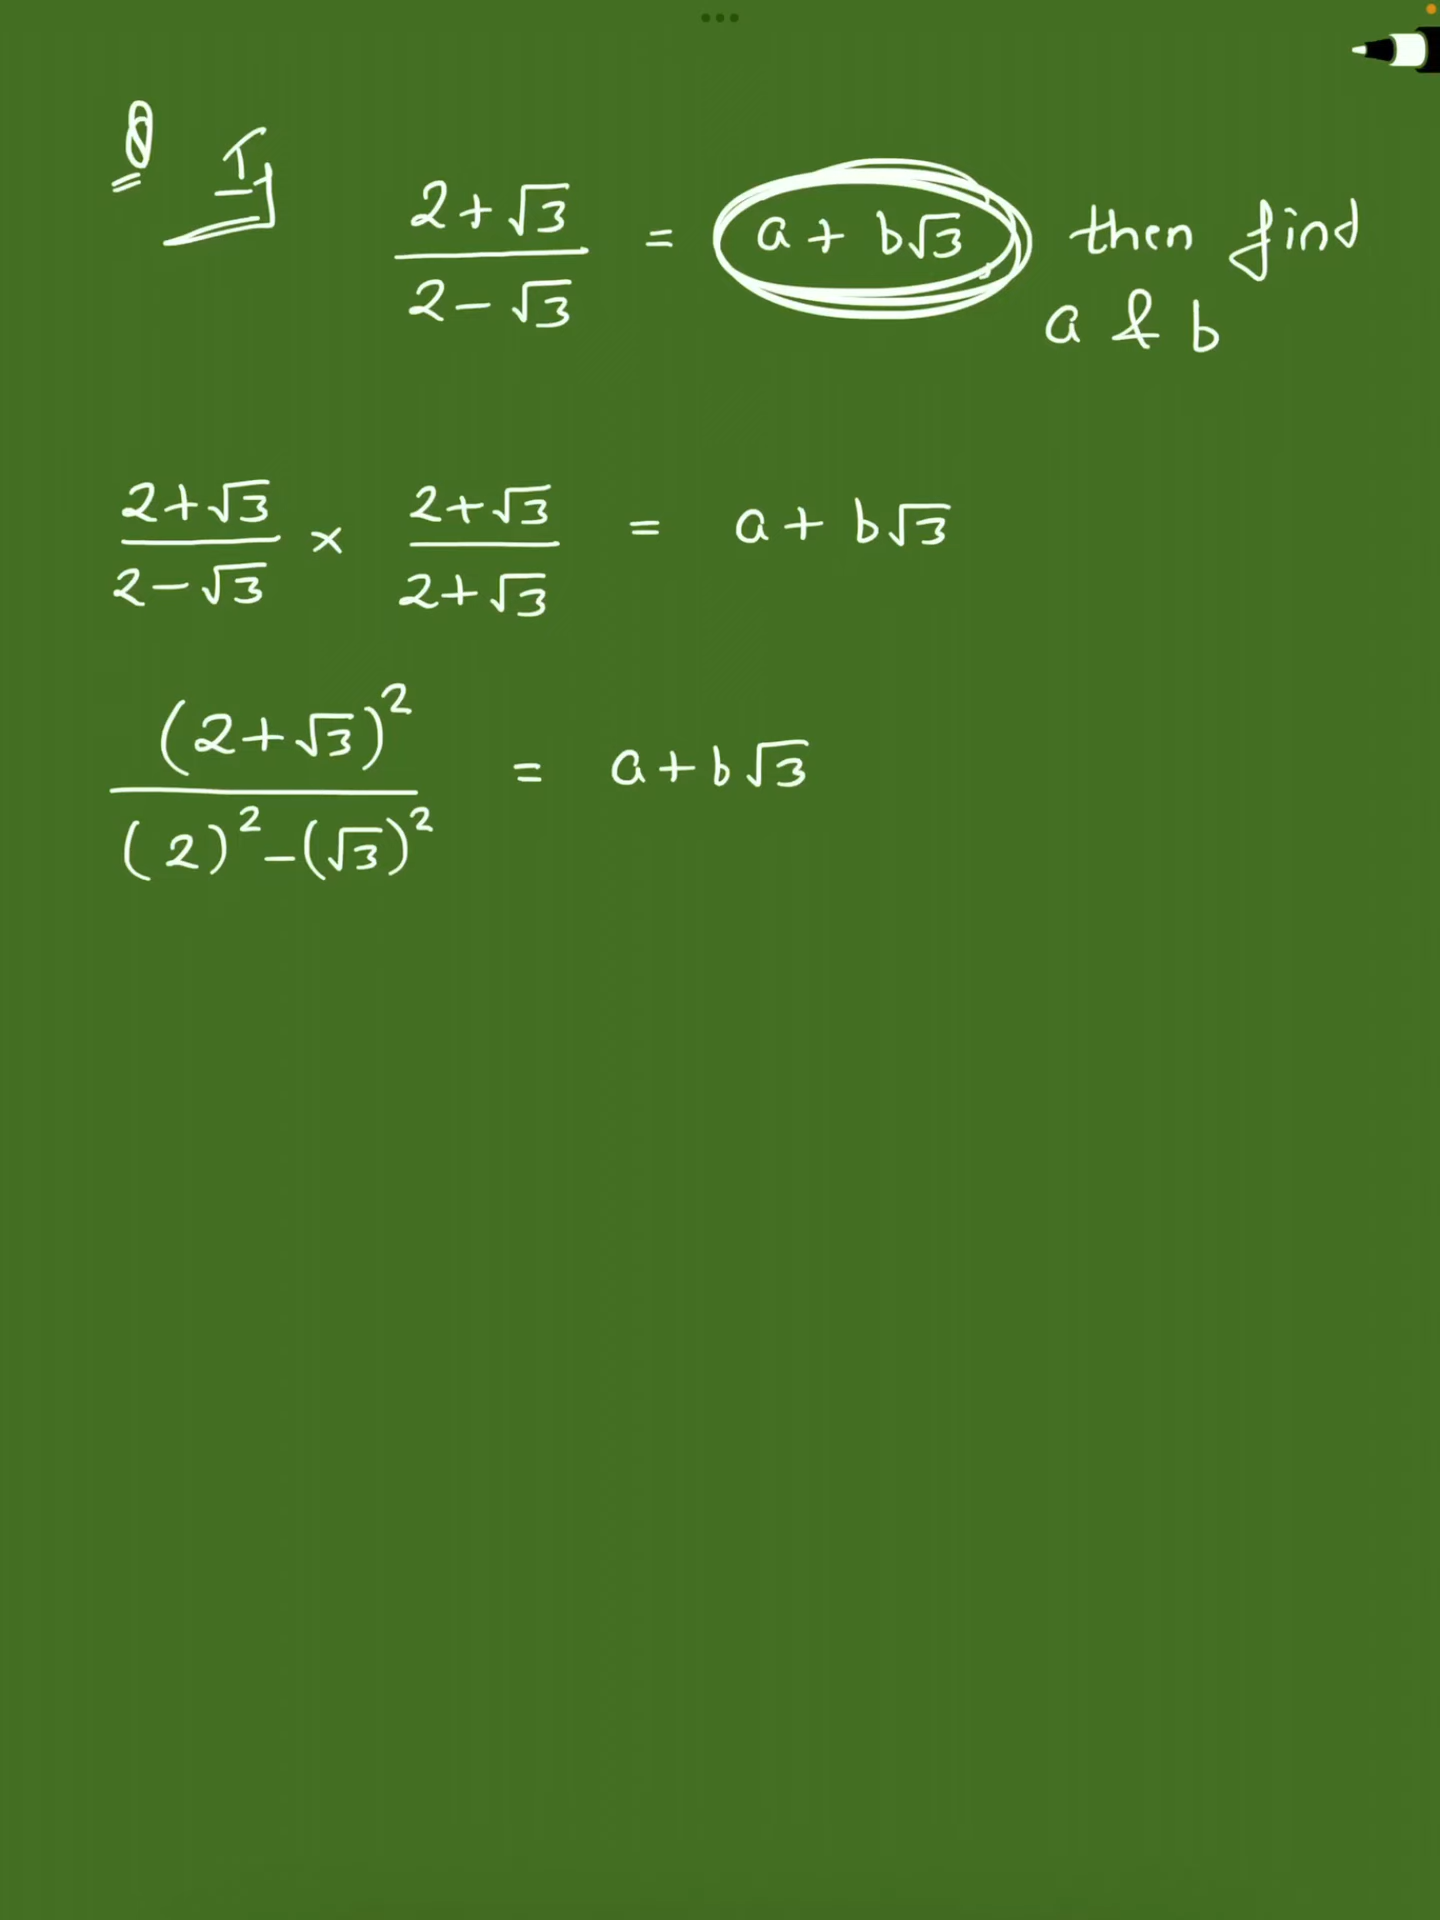 Q If (2+√3)/(2-√3) = a + b√3, then find
a & b
(2+√3)/(2-√3) × (2+√3)/(2+√3) = a + b√3
(2+√3)²/((2)²-(√3)²) = a+b√3